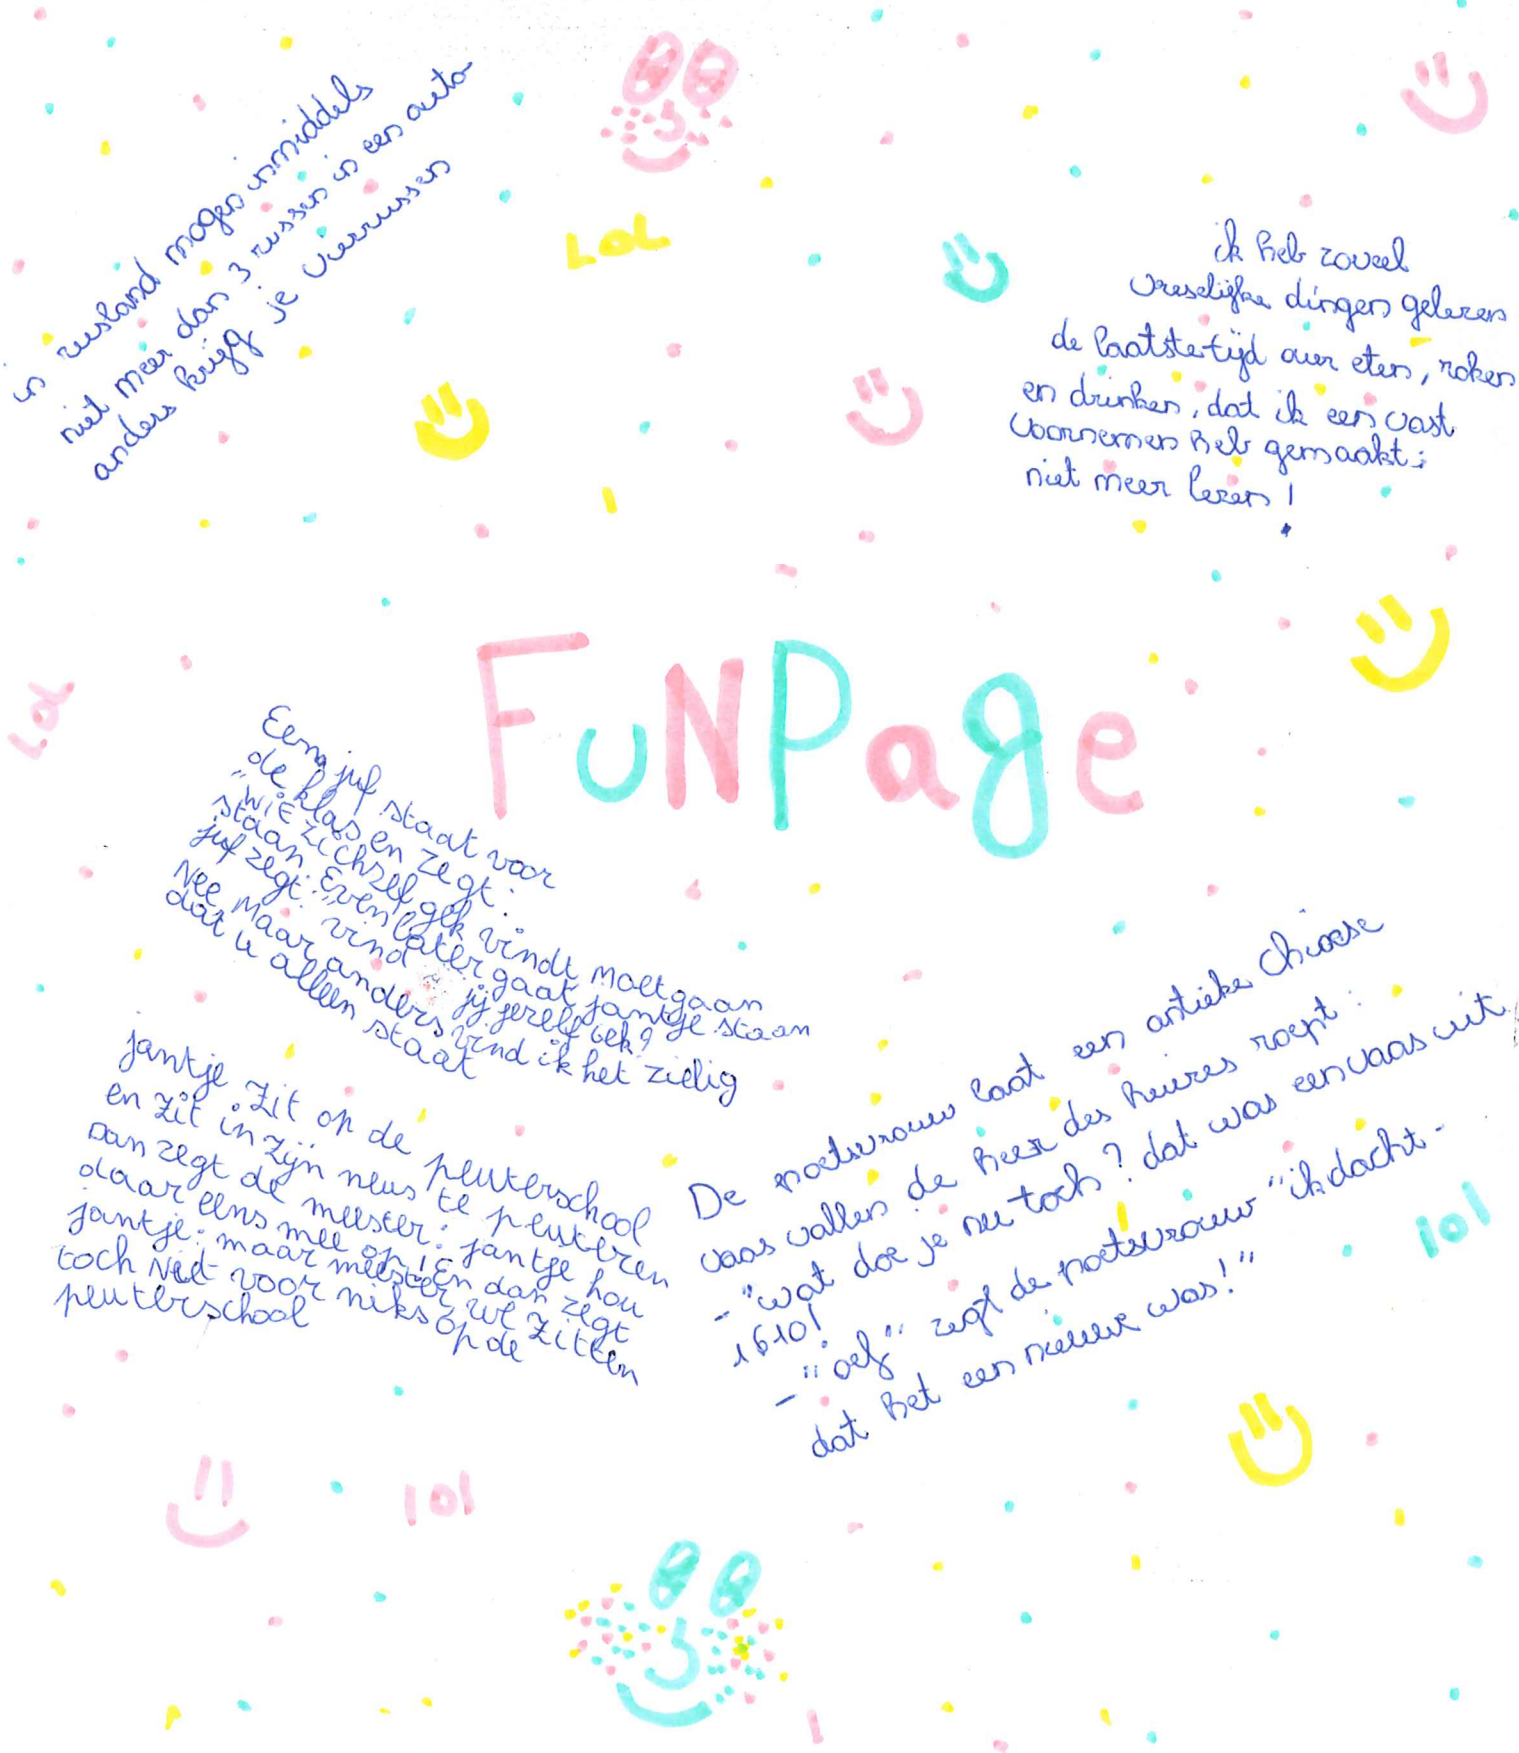 in rusland mogen inmiddels
niet meer dan 3 russen in een auto
anders krijg je vierrussen
LOL
ik heb zoveel
vreselijke dingen gelezen
de laatste tijd over eten, roken
en drinken, dat ik een vast
voornemen heb gemaakt:
niet meer lezen!
FUNPage
LOL
Een juf staat voor
de klas en zegt:
"wie zichzelf gek vindt moet gaan
staan. Even later gaat jantje staan
juf zegt: "vind jij jezelf gek?
Nee maar anders vind ik het zielig
dat u alleen staat
jantje zit op de peuterschool
en zit in zijn neus te peuteren
Dan zegt de meester: jantje hou
daar eens mee op! En dan zegt
jantje: maar meester, we zitten
toch niet voor niks op de
peuterschool
De poetsvrouw laat een antieke chinese
vaas vallen de heer des huizes roept:
- "wat doe je nu toch? dat was een vaas uit
1610!
- "oef" zegt de poetsvrouw "ik dacht
dat het een nieuwe was!"
lol
lol